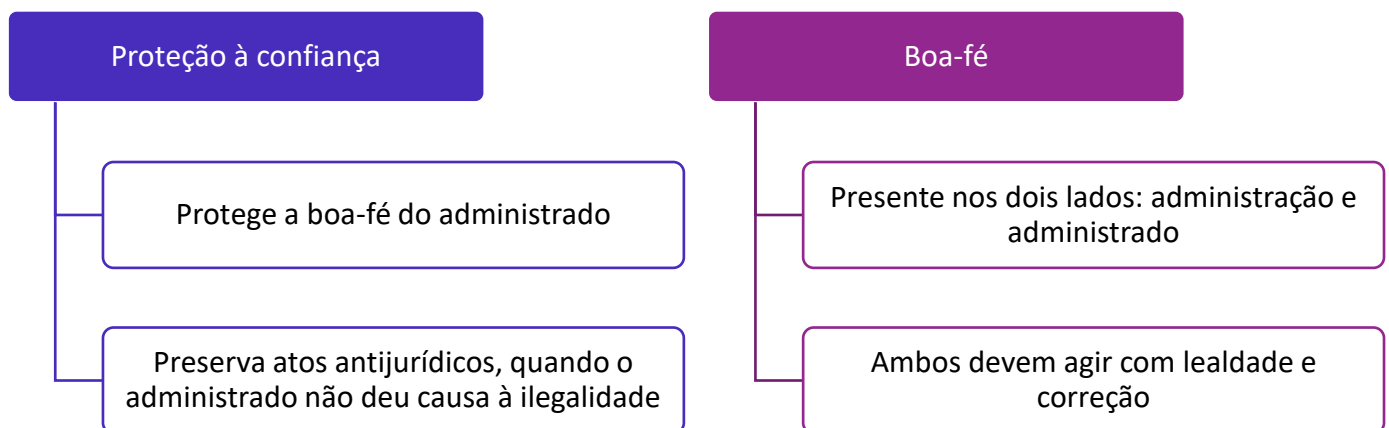 Proteção à confiança
Protege a boa-fé do administrado
Preserva atos antijurídicos, quando o
administrado não deu causa à ilegalidade
Boa-fé
Presente nos dois lados: administração e
administrado
Ambos devem agir com lealdade e
correção